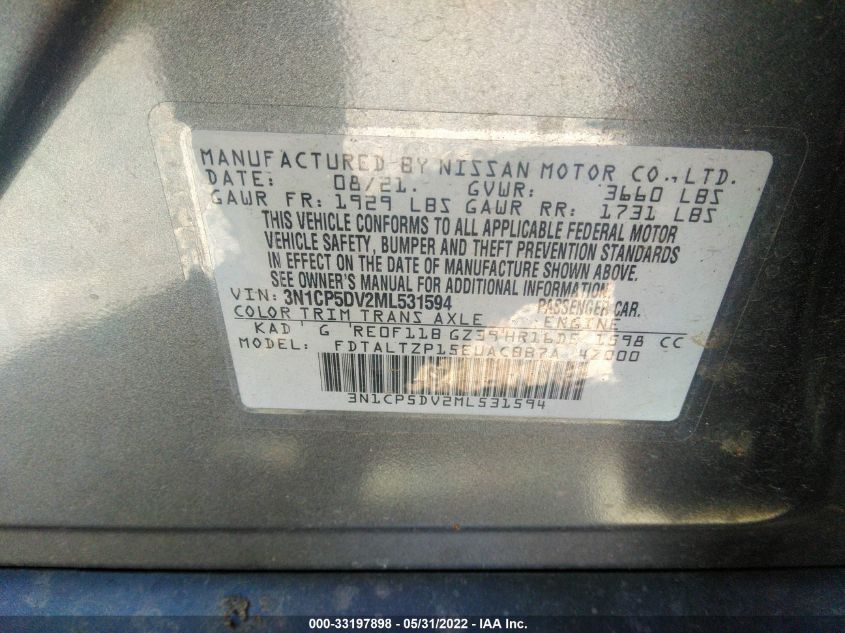 MANUFACTURED BY NISSAN MOTOR CO., LTD.
DATE: 08/21. GVWR: 3660 LBS
GAWR FR: 1929 LBS GAWR RR: 1731 LBS
THIS VEHICLE CONFORMS TO ALL APPLICABLE FEDERAL MOTOR
VEHICLE SAFETY, BUMPER AND THEFT PREVENTION STANDARDS
IN EFFECT ON THE DATE OF MANUFACTURE SHOWN ABOVE.
SEE OWNER'S MANUAL FOR ADDITIONAL INFORMATION.
VIN: 3N1CP5DV2ML531594 PASSENGER CAR.
COLOR TRIM TRANS AXLE ENGINE
KAD G RE0F11B GZ39 HR16DE 1598 CC
MODEL: 47000
3N1CP5DV2ML531594
000-33197898 - 05/31/2022 - IAA Inc.